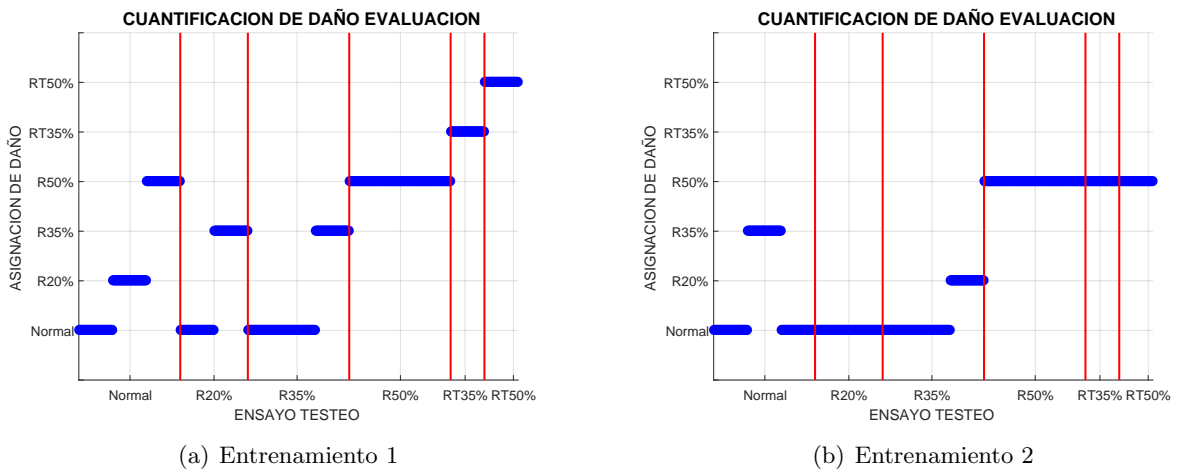 CUANTIFICACION DE DAÑO EVALUACION
RT50%
RT35%
R50%
R35%
R20%
Normal
ASIGNACION DE DAÑO
Normal R20% R35% R50% RT35% RT50%
ENSAYO TESTEO
(a) Entrenamiento 1
CUANTIFICACION DE DAÑO EVALUACION
RT50%
RT35%
R50%
R35%
R20%
Normal
ASIGNACION DE DAÑO
Normal R20% R35% R50% RT35% RT50%
ENSAYO TESTEO
(b) Entrenamiento 2